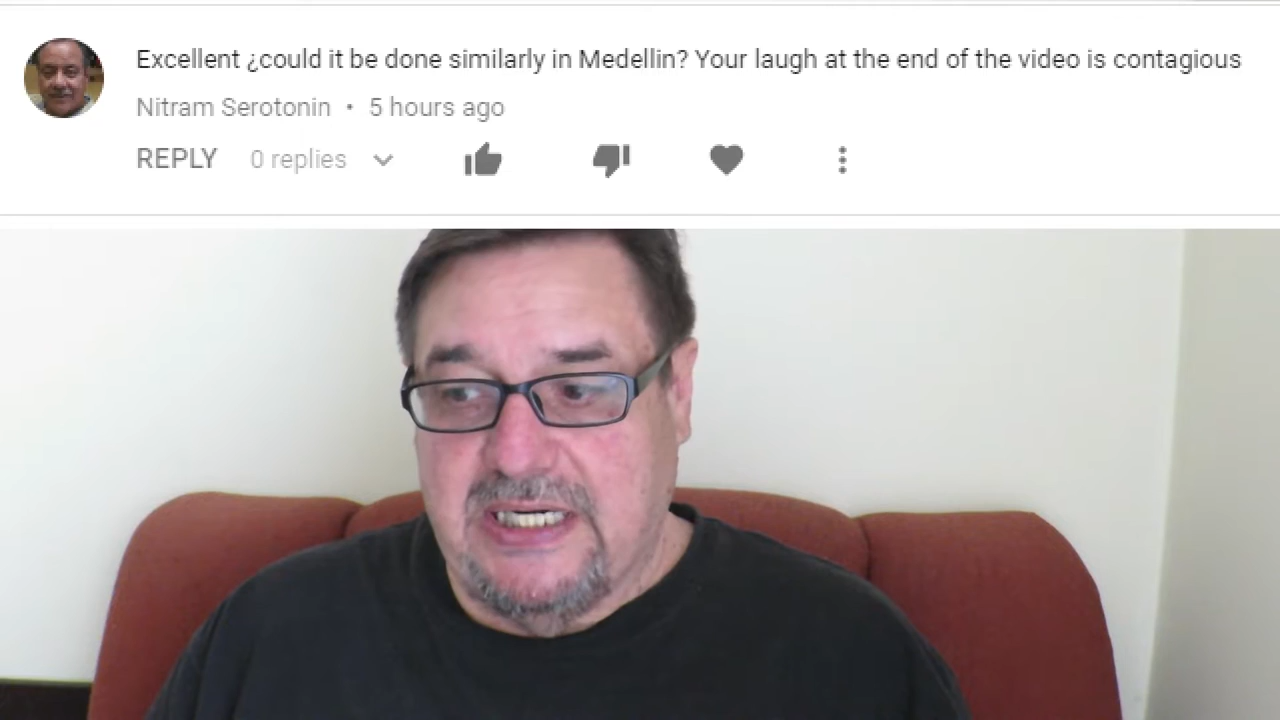 Excellent ¿could it be done similarly in Medellin? Your laugh at the end of the video is contagious
Nitram Serotonin • 5 hours ago
REPLY 0 replies